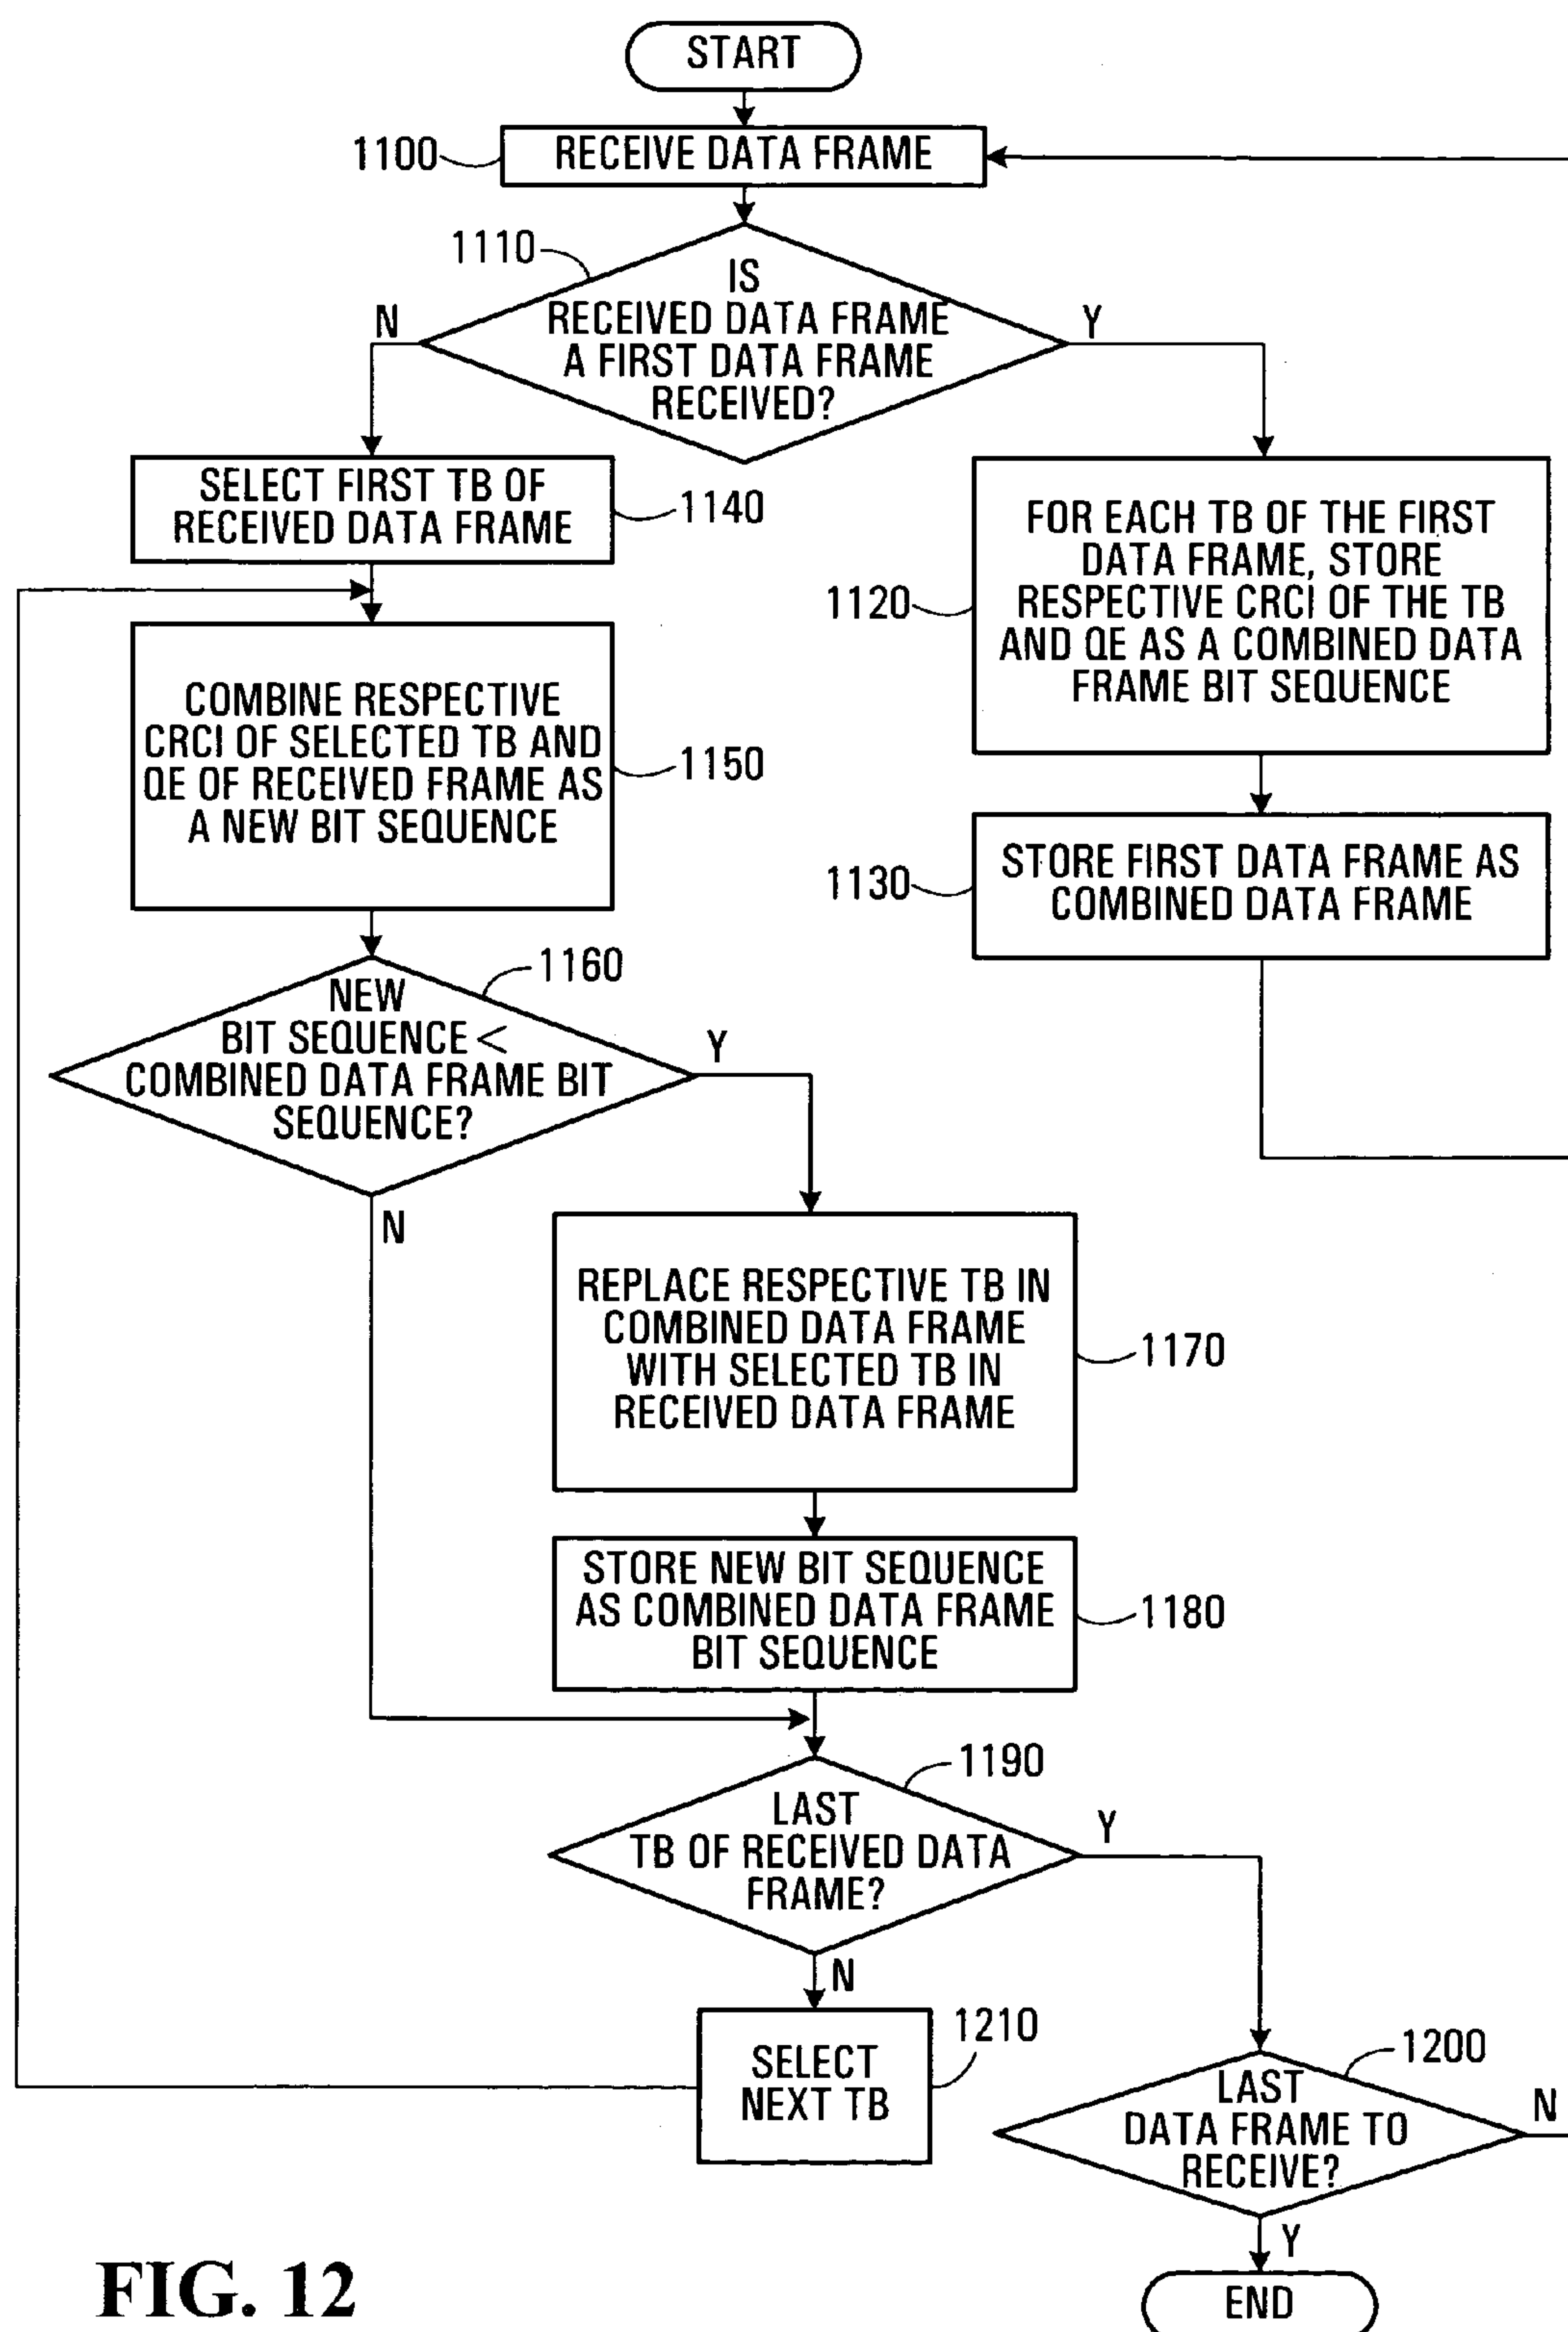 START
1100
RECEIVE DATA FRAME
1110
IS
RECEIVED DATA FRAME
A FIRST DATA FRAME
RECEIVED?
N
Y
SELECT FIRST TB OF
RECEIVED DATA FRAME
1140
FOR EACH TB OF THE FIRST
DATA FRAME, STORE
RESPECTIVE CRCI OF THE TB
AND QE AS A COMBINED DATA
FRAME BIT SEQUENCE
1120
COMBINE RESPECTIVE
CRCI OF SELECTED TB AND
QE OF RECEIVED FRAME AS
A NEW BIT SEQUENCE
1150
STORE FIRST DATA FRAME AS
COMBINED DATA FRAME
1130
1160
NEW
BIT SEQUENCE <
COMBINED DATA FRAME BIT
SEQUENCE?
Y
N
REPLACE RESPECTIVE TB IN
COMBINED DATA FRAME
WITH SELECTED TB IN
RECEIVED DATA FRAME
1170
STORE NEW BIT SEQUENCE
AS COMBINED DATA FRAME
BIT SEQUENCE
1180
1190
LAST
TB OF RECEIVED DATA
FRAME?
Y
N
SELECT
NEXT TB
1210
1200
LAST
DATA FRAME TO
RECEIVE?
N
Y
END
FIG. 12